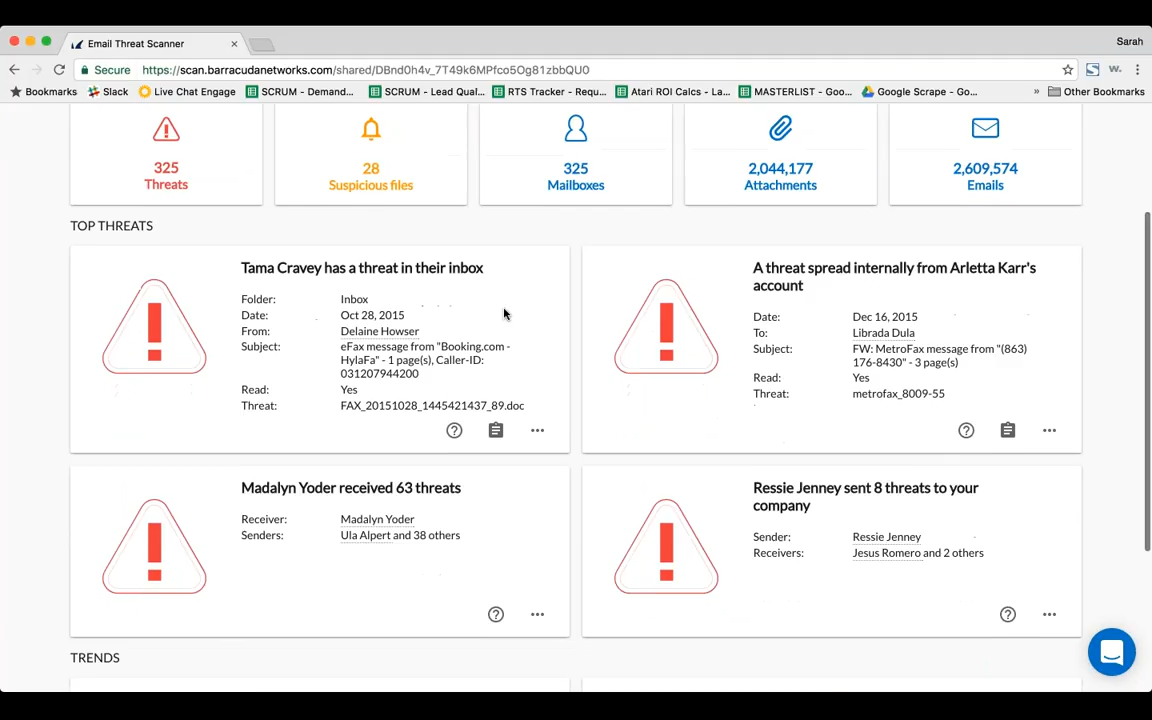 Email Threat Scanner
Sarah
Secure https://scan.barracudanetworks.com/shared/DBnd0h4v_7T49k6MPfco5Og81zbbQU0
W.
Bookmarks Slack Live Chat Engage SCRUM - Demand... SCRUM - Lead Qual... RTS Tracker - Requ... Atari ROI Calcs - La... MASTERLIST - Goo... Google Scrape - Go... » Other Bookmarks
325 28 325 2,044,177 2,609,574
Threats Suspicious files Mailboxes Attachments Emails
TOP THREATS
Tama Cravey has a threat in their inbox
Folder: Inbox
Date: Oct 28, 2015
From: Delaine Howser
Subject: eFax message from "Booking.com -
HylaFa" - 1 page(s), Caller-ID:
031207944200
Read: Yes
Threat: FAX_20151028_1445421437_89.doc
A threat spread internally from Arletta Karr's
account
Date: Dec 16, 2015
To: Librada Dula
Subject: FW: MetroFax message from "(863)
176-8430" - 3 page(s)
Read: Yes
Threat: metrofax_8009-55
Madalyn Yoder received 63 threats
Receiver: Madalyn Yoder
Senders: Ula Alpert and 38 others
Ressie Jenney sent 8 threats to your
company
Sender: Ressie Jenney
Receivers: Jesus Romero and 2 others
TRENDS